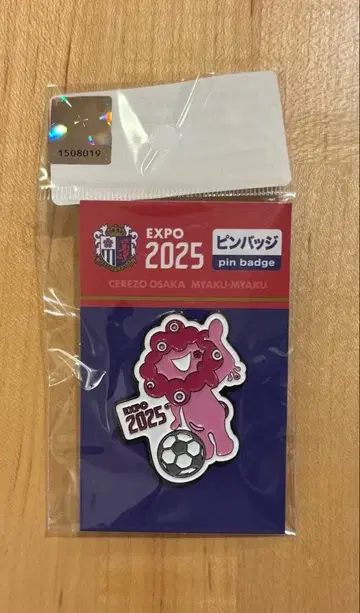 1508019
EXPO
2025
ピンバッジ
pin badge
CEREZO OSAKA MYAKU-MYAKU
EXPO
2025